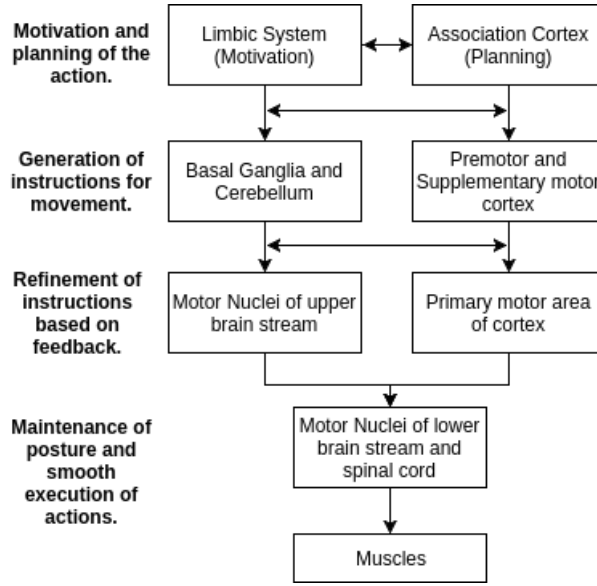 Motivation and
planning of the
action.
Limbic System
(Motivation)
Association Cortex
(Planning)
Generation of
instructions for
movement.
Basal Ganglia and
Cerebellum
Premotor and
Supplementary motor
cortex
Refinement of
instructions
based on
feedback.
Motor Nuclei of upper
brain stream
Primary motor area
of cortex
Maintenance of
posture and
smooth
execution of
actions.
Motor Nuclei of lower
brain stream and
spinal cord
Muscles